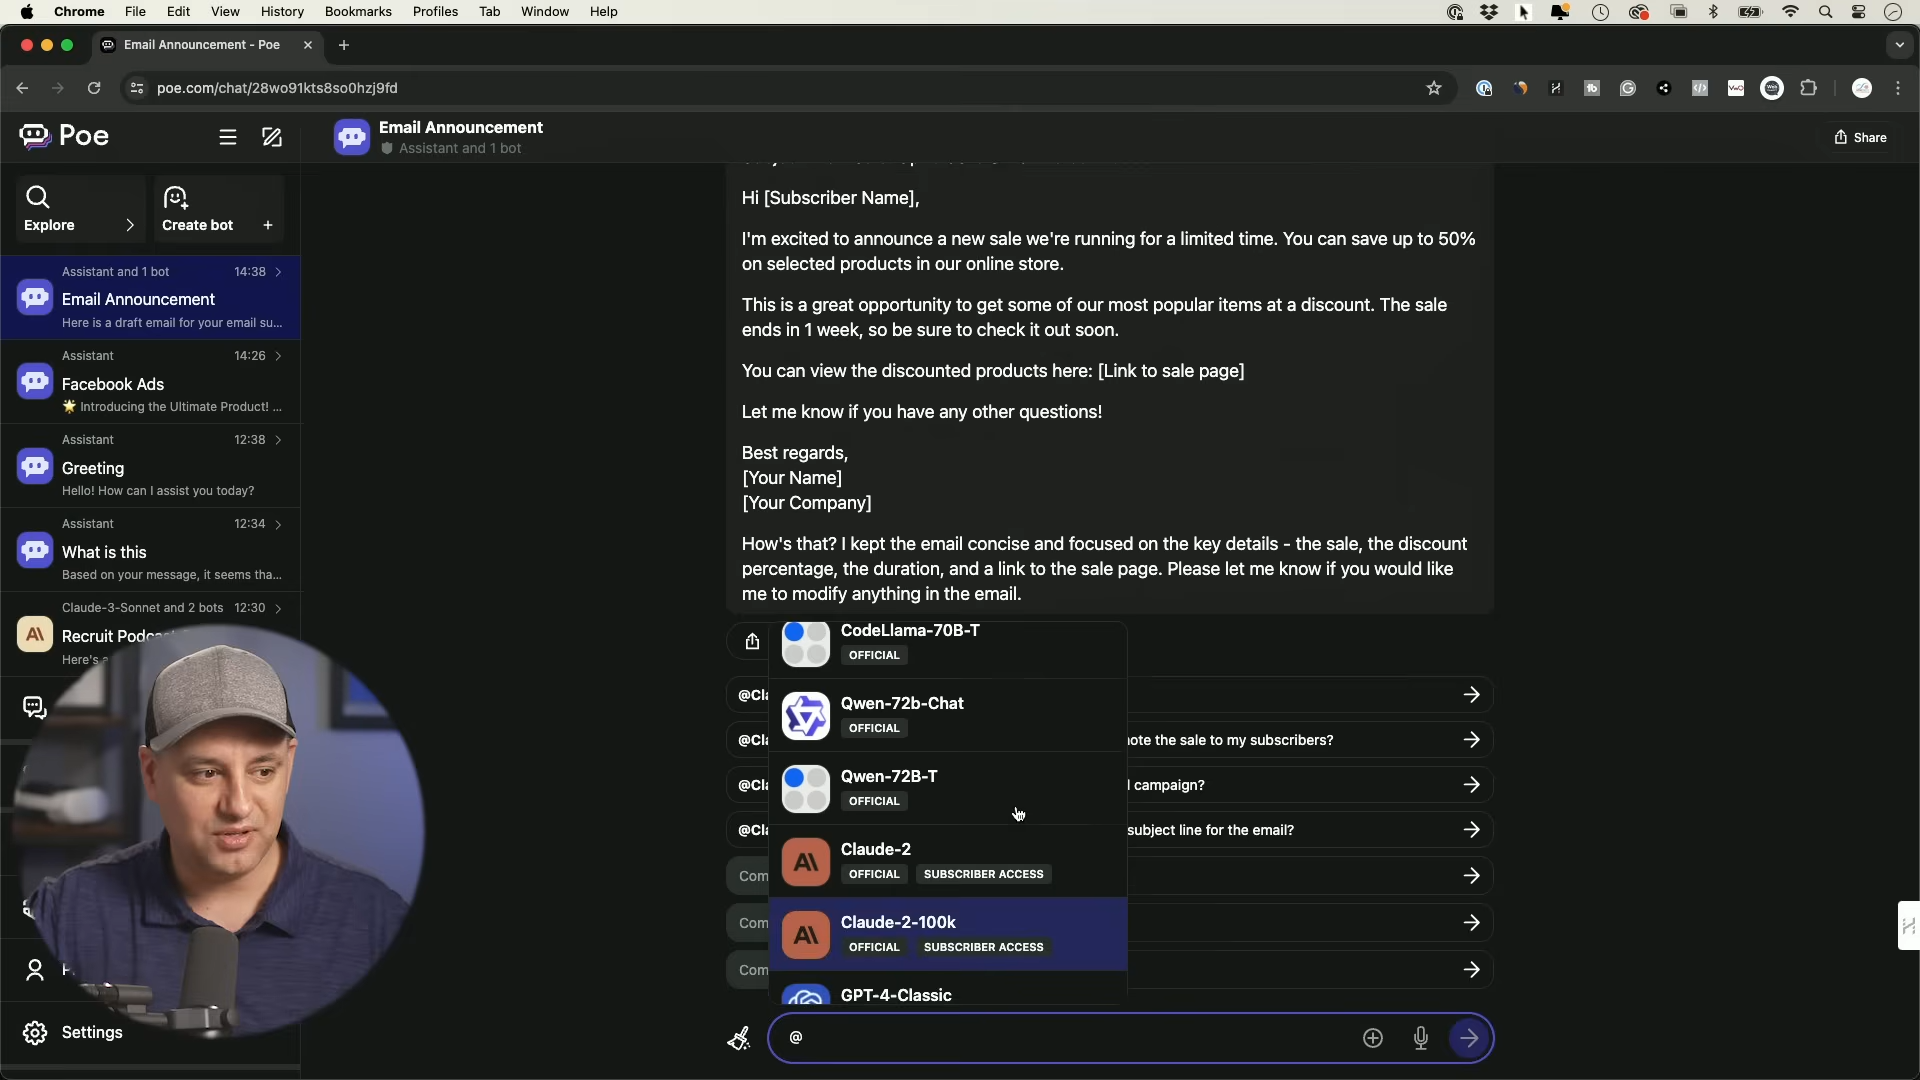 Chrome File Edit View History Bookmarks Profiles Tab Window Help
Email Announcement - Poe
poe.com/chat/28wo91kts8so0hzj9fd
Poe
Email Announcement
Assistant and 1 bot
Share
Explore
Create bot
Assistant and 1 bot 14:38
Email Announcement
Here is a draft email for your email su...
Assistant 14:26
Facebook Ads
🌟 Introducing the Ultimate Product! ...
Assistant 12:38
Greeting
Hello! How can I assist you today?
Assistant 12:34
What is this
Based on your message, it seems tha...
Claude-3-Sonnet and 2 bots 12:30
Recruit
Here's
Settings
Hi [Subscriber Name],
I'm excited to announce a new sale we're running for a limited time. You can save up to 50%
on selected products in our online store.
This is a great opportunity to get some of our most popular items at a discount. The sale
ends in 1 week, so be sure to check it out soon.
You can view the discounted products here: [Link to sale page]
Let me know if you have any other questions!
Best regards,
[Your Name]
[Your Company]
How's that? I kept the email concise and focused on the key details - the sale, the discount
percentage, the duration, and a link to the sale page. Please let me know if you would like
me to modify anything in the email.
CodeLlama-70B-T
OFFICIAL
Qwen-72b-Chat
OFFICIAL
Qwen-72B-T
OFFICIAL
Claude-2
OFFICIAL SUBSCRIBER ACCESS
Claude-2-100k
OFFICIAL SUBSCRIBER ACCESS
GPT-4-Classic
@Cla
@Cla ote the sale to my subscribers?
@Cla campaign?
@Cla subject line for the email?
Com
Com
Com
@